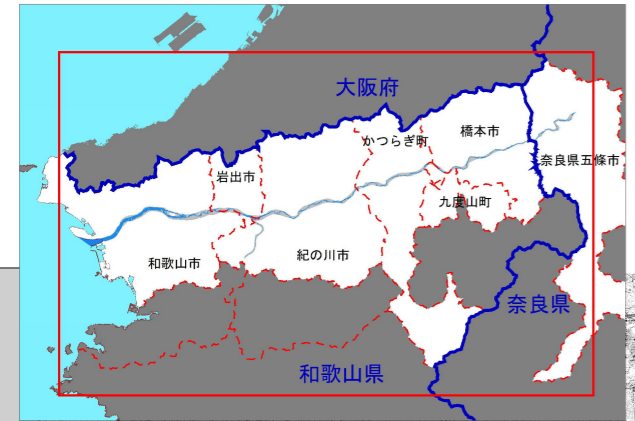 大阪府
橋本市
かつらぎ町
奈良県五條市
岩出市
九度山町
紀の川市
和歌山市
奈良県
和歌山県